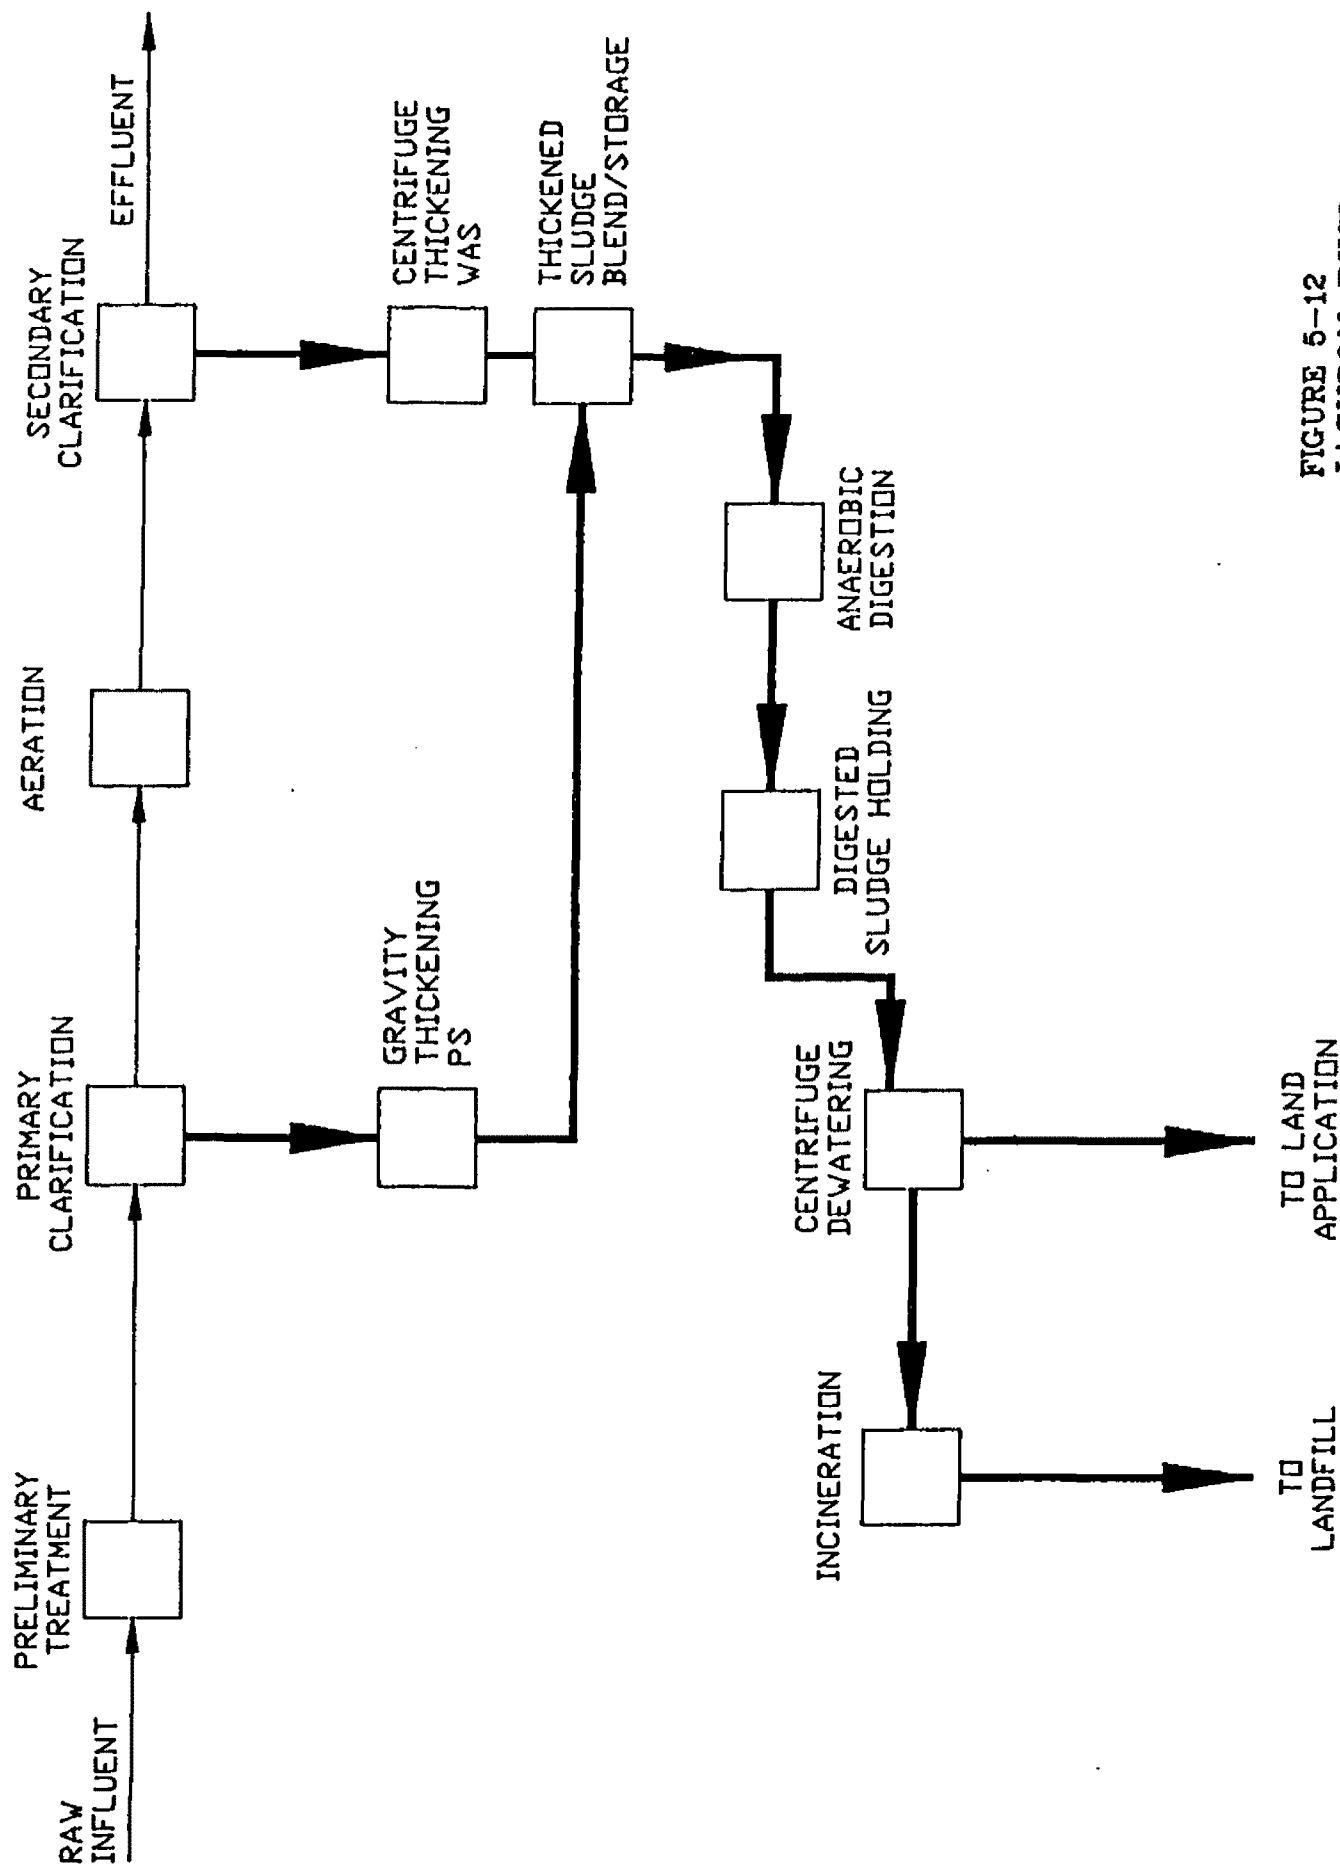 RAW
INFLUENT
PRELIMINARY
TREATMENT
PRIMARY
CLARIFICATION
AERATION
SECONDARY
CLARIFICATION
EFFLUENT
GRAVITY
THICKENING
PS
CENTRIFUGE
THICKENING
WAS
THICKENED
SLUDGE
BLEND/STORAGE
ANAEROBIC
DIGESTION
DIGESTED
SLUDGE HOLDING
CENTRIFUGE
DEWATERING
INCINERATION
TO LAND
APPLICATION
TO
LANDFILL
FIGURE 5-12